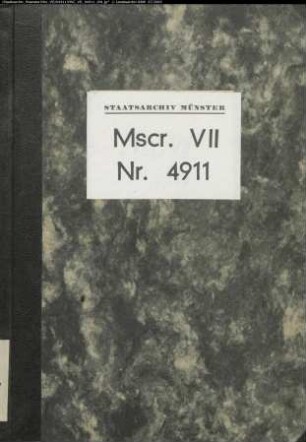 STAATSARCHIV MÜNSTER
Mscr. VII
Nr. 4911